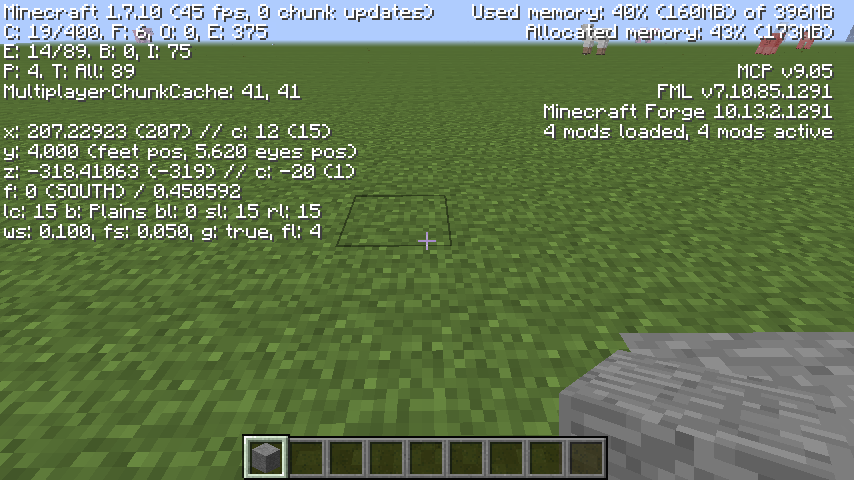 Minecraft 1.7.10 (45 fps, 0 chunk updates)
C: 19/400, F: 6, O: 0, E: 375
E: 14/89, B: 0, I: 75
P: 4, T: All: 89
MultiplayerChunkCache: 41, 41
x: 207.22923 (207) // c: 12 (15)
y: 4.000 (feet pos, 5.620 eyes pos)
z: -318.41063 (-319) // c: -20 (1)
f: 0 (SOUTH) / 0.450592
lc: 15 b: Plains bl: 0 sl: 15 rl: 15
ws: 0.100, fs: 0.050, g: true, fl: 4
Used memory: 40% (160MB) of 396MB
Allocated memory: 43% (173MB)
MCP v9.05
FML v7.10.85.1291
Minecraft Forge 10.13.2.1291
4 mods loaded, 4 mods active